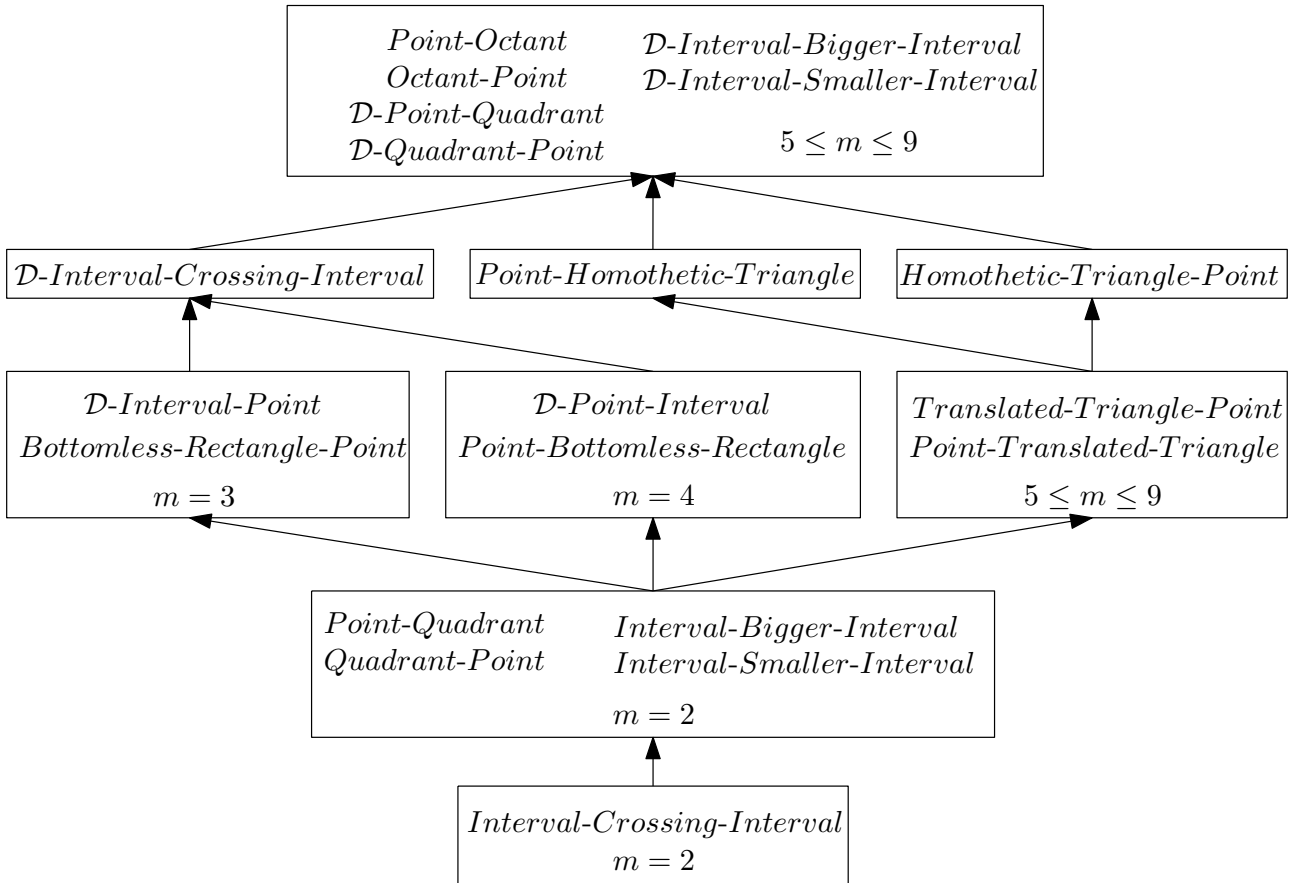 Point-Octant
Octant-Point
𝒟-Point-Quadrant
𝒟-Quadrant-Point
𝒟-Interval-Bigger-Interval
𝒟-Interval-Smaller-Interval
5 ≤ m ≤ 9
𝒟-Interval-Crossing-Interval
Point-Homothetic-Triangle
Homothetic-Triangle-Point
𝒟-Interval-Point
Bottomless-Rectangle-Point
m = 3
𝒟-Point-Interval
Point-Bottomless-Rectangle
m = 4
Translated-Triangle-Point
Point-Translated-Triangle
5 ≤ m ≤ 9
Point-Quadrant
Quadrant-Point
Interval-Bigger-Interval
Interval-Smaller-Interval
m = 2
Interval-Crossing-Interval
m = 2